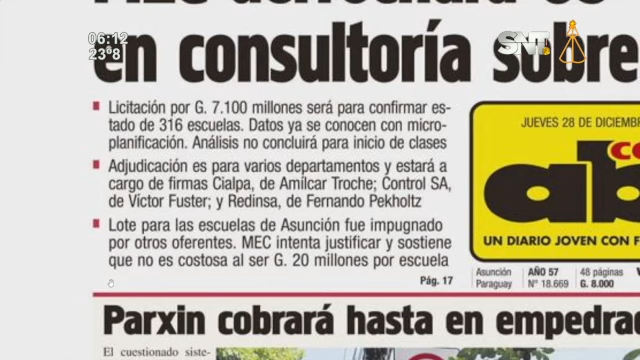 06:12
23°8
SNT
en consultoría sobre
Licitación por G. 7.100 millones será para confirmar es-
tado de 316 escuelas. Datos ya se conocen con micro-
planificación. Análisis no concluirá para inicio de clases
Adjudicación es para varios departamentos y estará a
cargo de firmas Cialpa, de Amílcar Troche; Control SA,
de Víctor Fuster; y Redinsa, de Fernando Pekholtz
Lote para las escuelas de Asunción fue impugnado
por otros oferentes. MEC intenta justificar y sostiene
que no es costosa al ser G. 20 millones por escuela
Pág. 17
JUEVES 28 DE DICIEMBR
co
ab
UN DIARIO JOVEN CON F
Asunción
Paraguay
AÑO 57
N° 18.669
48 páginas
G. 8.000
Parxin cobrará hasta en empedra
El cuestionado siste-